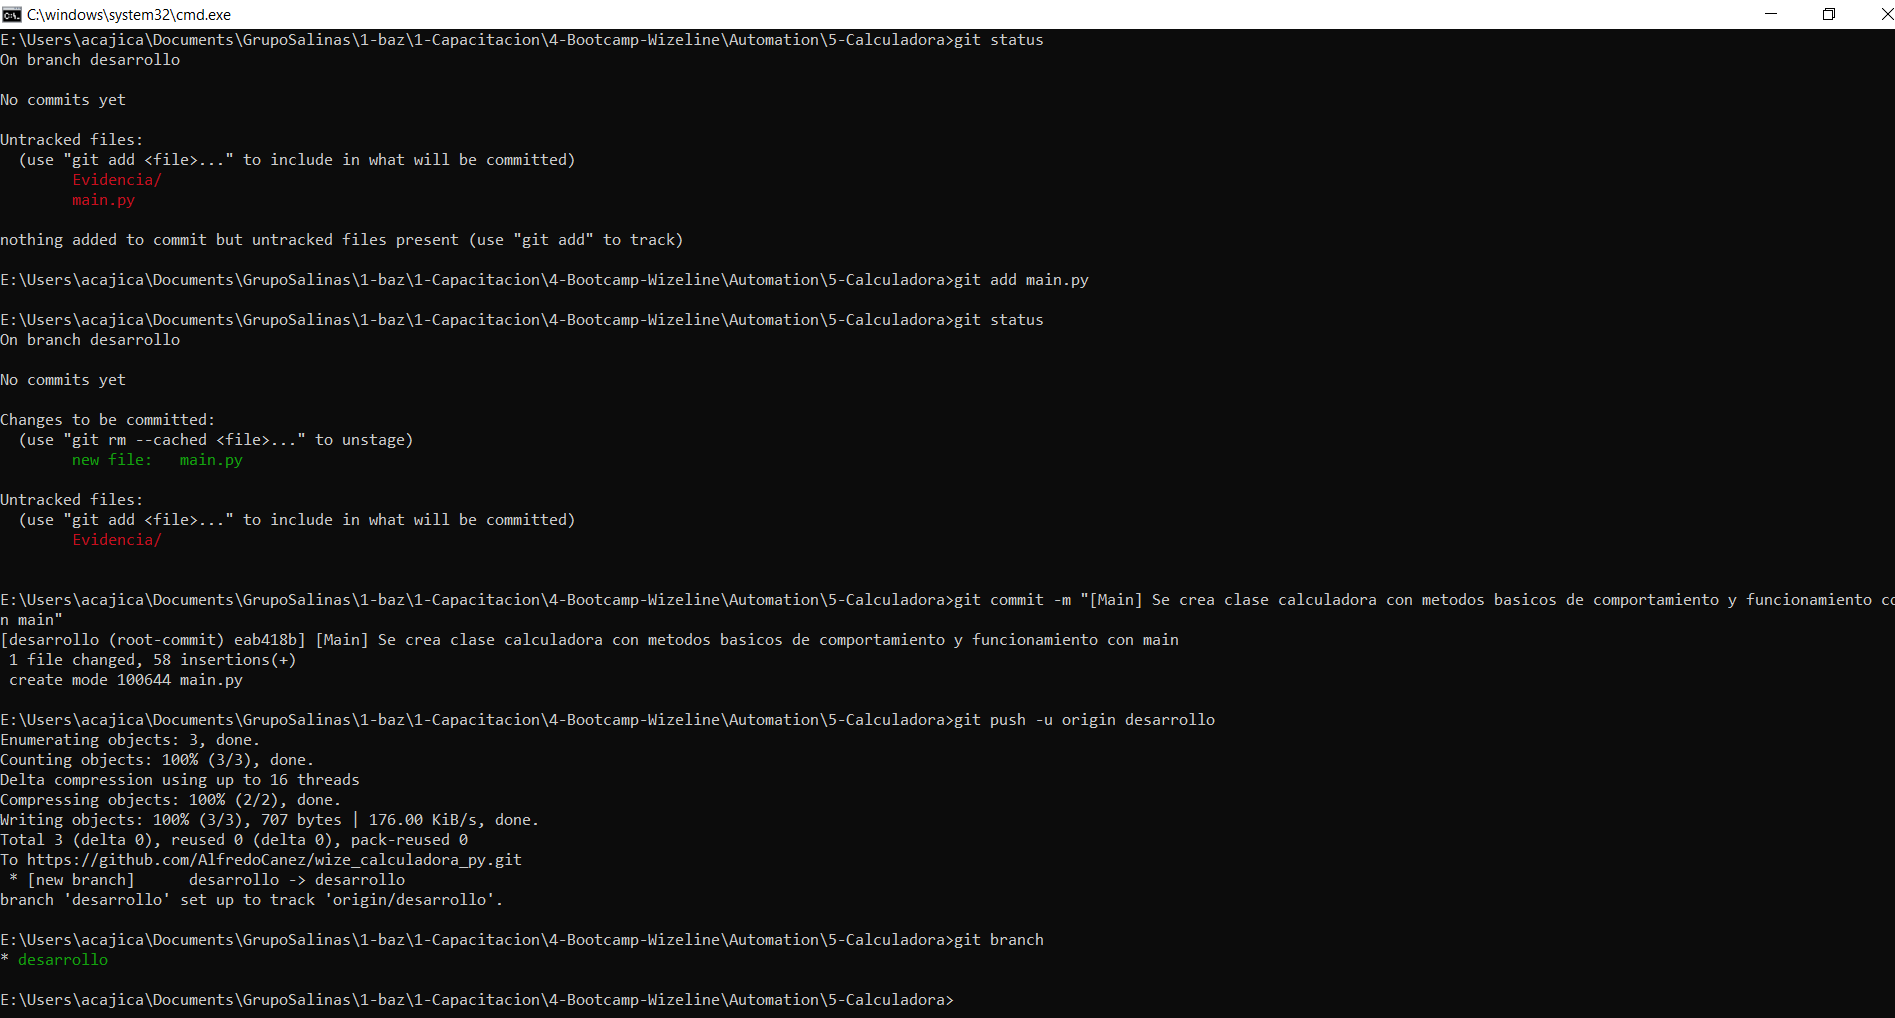 C:\windows\system32\cmd.exe
E:\Users\acajica\Documents\GrupoSalinas\1-baz\1-Capacitacion\4-Bootcamp-Wizeline\Automation\5-Calculadora>git status
On branch desarrollo
No commits yet
Untracked files:
  (use "git add <file>..." to include in what will be committed)
        Evidencia/
        main.py
nothing added to commit but untracked files present (use "git add" to track)
E:\Users\acajica\Documents\GrupoSalinas\1-baz\1-Capacitacion\4-Bootcamp-Wizeline\Automation\5-Calculadora>git add main.py
E:\Users\acajica\Documents\GrupoSalinas\1-baz\1-Capacitacion\4-Bootcamp-Wizeline\Automation\5-Calculadora>git status
On branch desarrollo
No commits yet
Changes to be committed:
  (use "git rm --cached <file>..." to unstage)
        new file:   main.py
Untracked files:
  (use "git add <file>..." to include in what will be committed)
        Evidencia/
E:\Users\acajica\Documents\GrupoSalinas\1-baz\1-Capacitacion\4-Bootcamp-Wizeline\Automation\5-Calculadora>git commit -m "[Main] Se crea clase calculadora con metodos basicos de comportamiento y funcionamiento co
n main"
[desarrollo (root-commit) eab418b] [Main] Se crea clase calculadora con metodos basicos de comportamiento y funcionamiento con main
 1 file changed, 58 insertions(+)
 create mode 100644 main.py
E:\Users\acajica\Documents\GrupoSalinas\1-baz\1-Capacitacion\4-Bootcamp-Wizeline\Automation\5-Calculadora>git push -u origin desarrollo
Enumerating objects: 3, done.
Counting objects: 100% (3/3), done.
Delta compression using up to 16 threads
Compressing objects: 100% (2/2), done.
Writing objects: 100% (3/3), 707 bytes | 176.00 KiB/s, done.
Total 3 (delta 0), reused 0 (delta 0), pack-reused 0
To https://github.com/AlfredoCanez/wize_calculadora_py.git
 * [new branch]      desarrollo -> desarrollo
branch 'desarrollo' set up to track 'origin/desarrollo'.
E:\Users\acajica\Documents\GrupoSalinas\1-baz\1-Capacitacion\4-Bootcamp-Wizeline\Automation\5-Calculadora>git branch
* desarrollo
E:\Users\acajica\Documents\GrupoSalinas\1-baz\1-Capacitacion\4-Bootcamp-Wizeline\Automation\5-Calculadora>